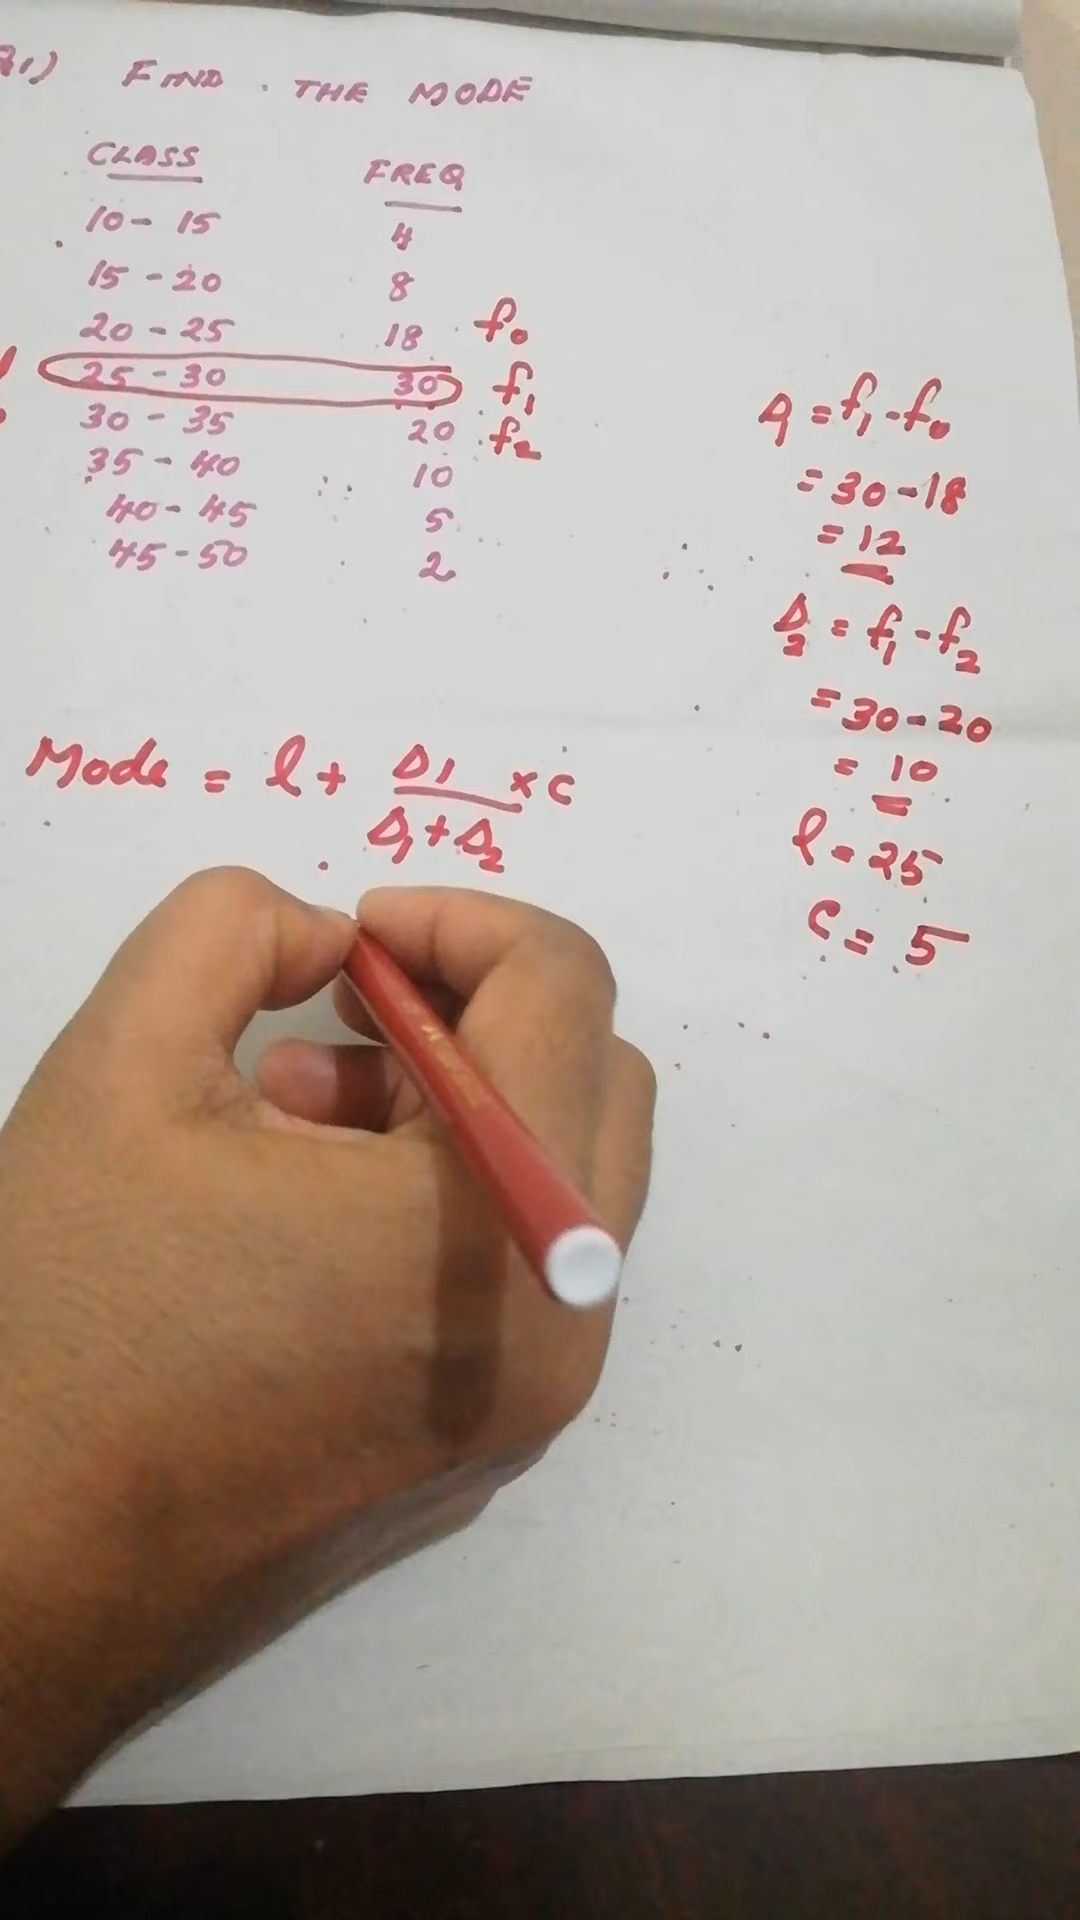 Q1) FIND THE MODE
CLASS FREQ
10 - 15 4
15 - 20 8
20 - 25 18 f₀
l 25 - 30 30 f₁
30 - 35 20 f₂
35 - 40 10
40 - 45 5
45 - 50 2
Mode = l + Δ1 / Δ₁ + Δ₂ × c
Δ₁ = f₁ - f₀
= 30 - 18
= 12
Δ₂ = f₁ - f₂
= 30 - 20
= 10
l = 25
c = 5